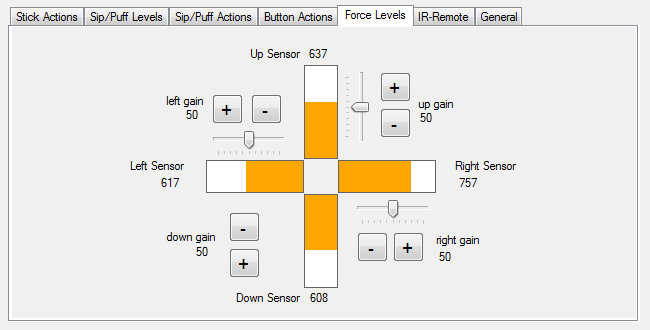 Stick Actions Sip/Puff Levels Sip/Puff Actions Button Actions Force Levels IR-Remote General
Up Sensor 637
left gain
50
+ -
+
-
up gain
50
Left Sensor
617
Right Sensor
757
down gain
50
-
+
- +
right gain
50
Down Sensor 608